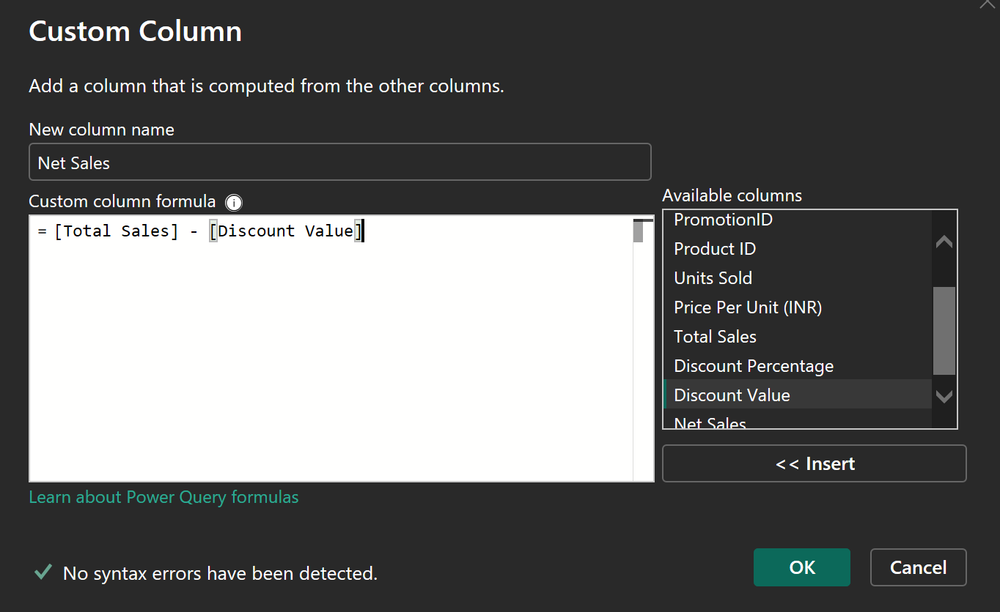 Custom Column
Add a column that is computed from the other columns.
New column name
Net Sales
Custom column formula
= [Total Sales] - [Discount Value]
Available columns
PromotionID
Product ID
Units Sold
Price Per Unit (INR)
Total Sales
Discount Percentage
Discount Value
Net Sales
<< Insert
Learn about Power Query formulas
No syntax errors have been detected.
OK
Cancel